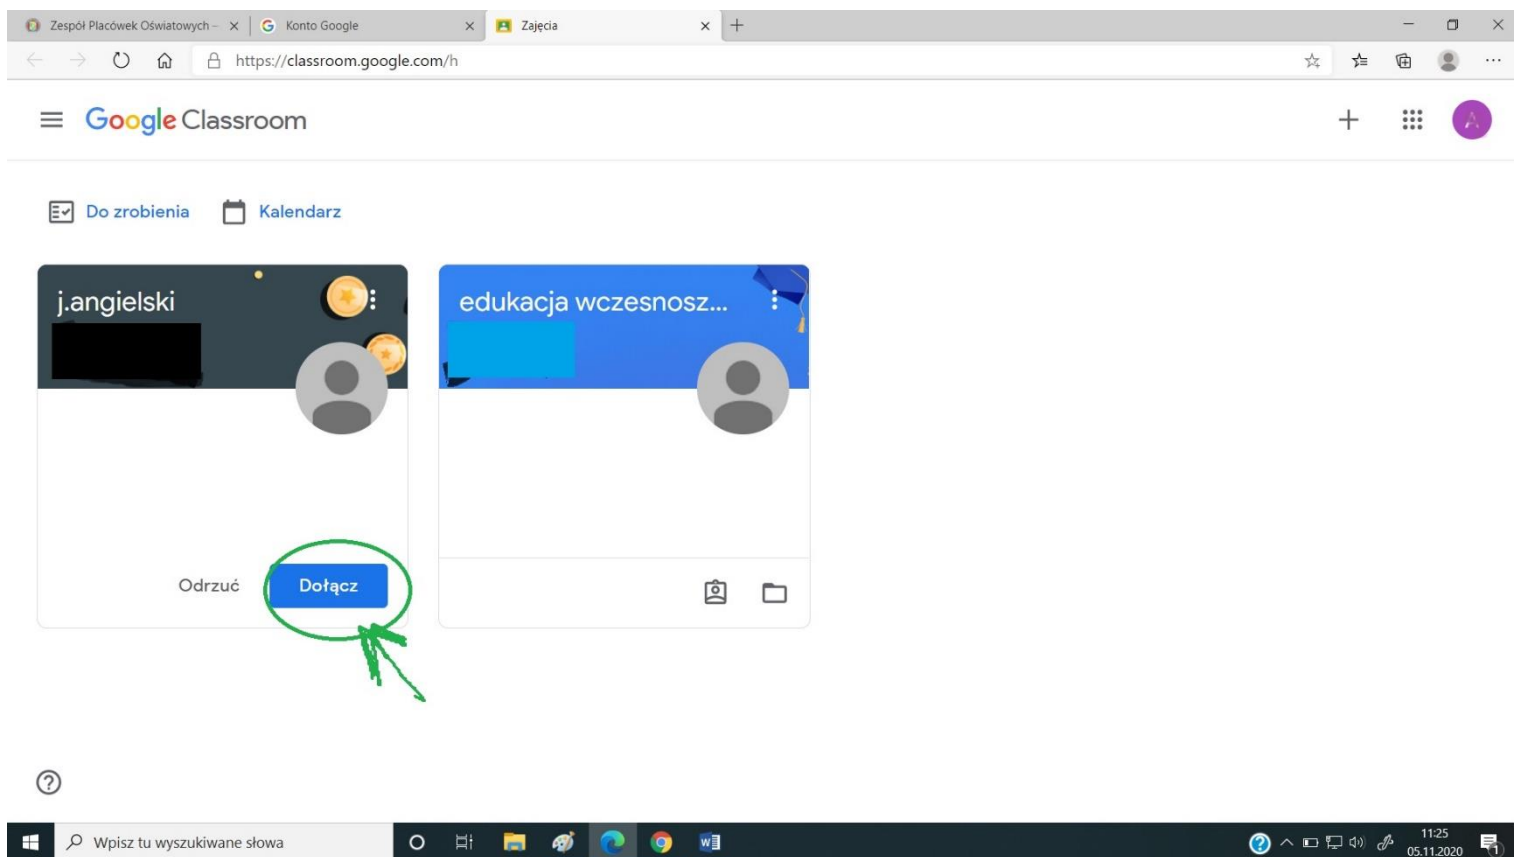 Zespół Placówek Oświatowych –
Konto Google
Zajęcia
https://classroom.google.com/h
Google Classroom
A
Do zrobienia
Kalendarz
j.angielski
edukacja wczesnosz...
Odrzuć
Dołącz
Wpisz tu wyszukiwane słowa
11:25
05.11.2020
1